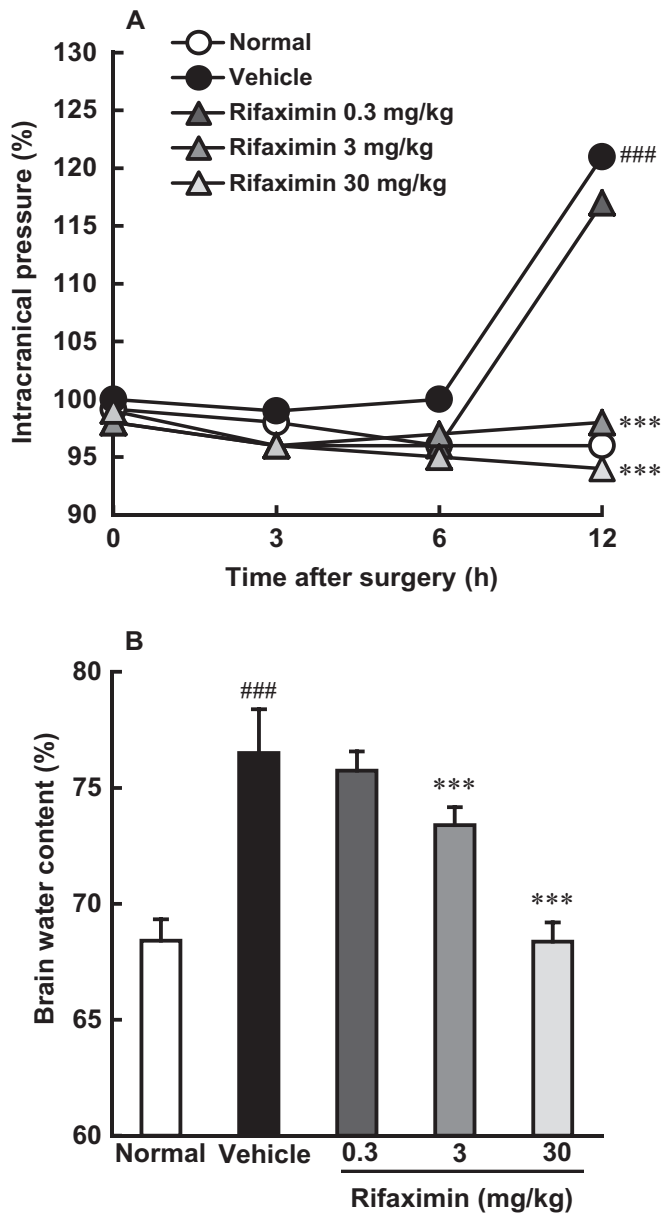 A
Normal
Vehicle
Rifaximin 0.3 mg/kg
Rifaximin 3 mg/kg
Rifaximin 30 mg/kg
Intracranical pressure (%)
130
125
120
115
110
105
100
95
90
###
***
***
0 3 6 12
Time after surgery (h)
B
Brain water content (%)
80
75
70
65
60
###
***
***
Normal Vehicle 0.3 3 30
Rifaximin (mg/kg)